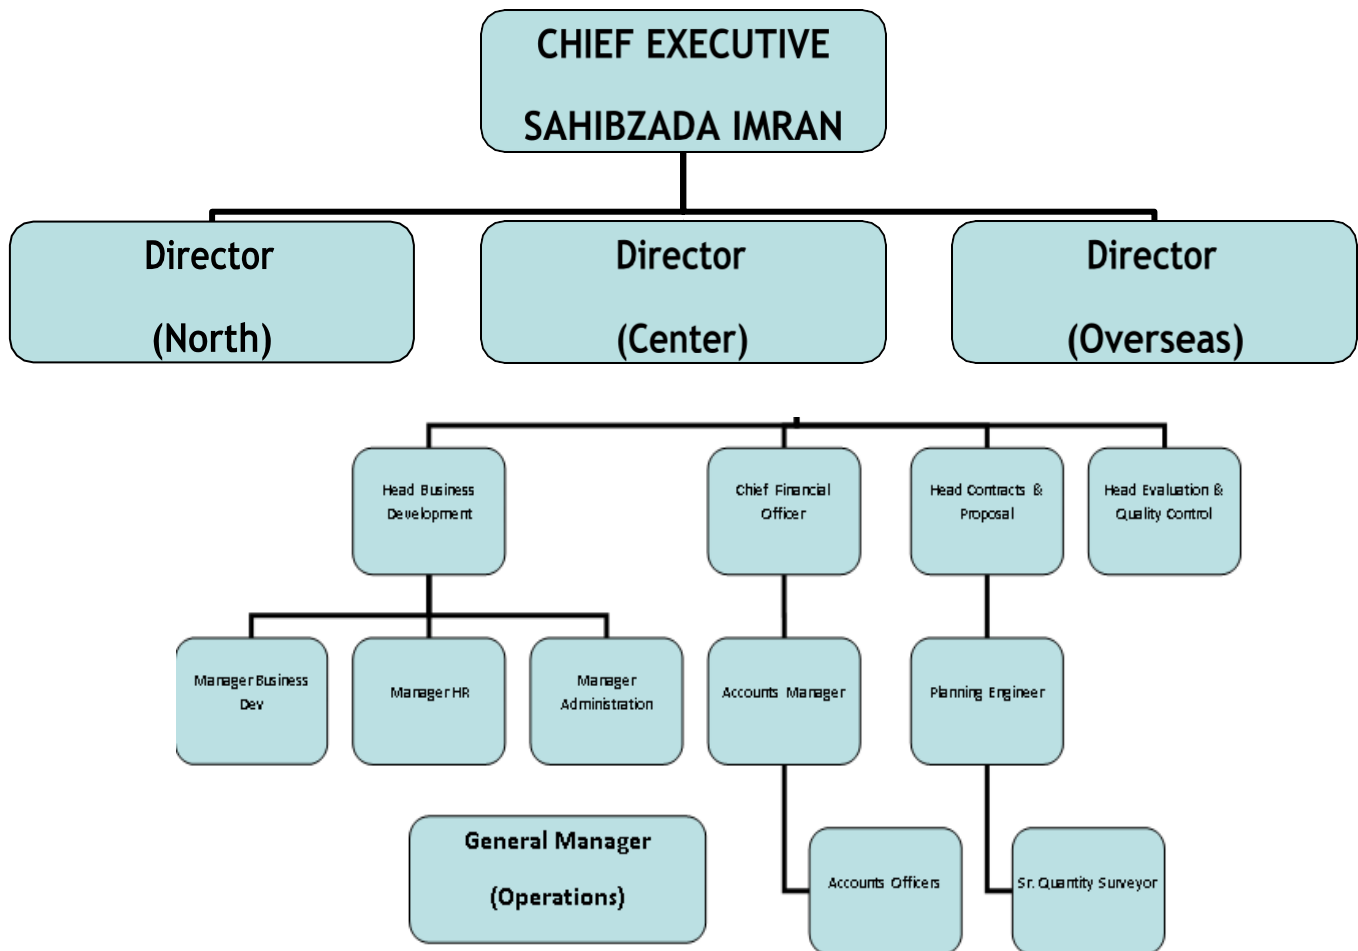 CHIEF EXECUTIVE
SAHIBZADA IMRAN
Director
(North)
Director
(Center)
Director
(Overseas)
Head Business
Development
Chief Financial
Officer
Head Contracts &
Proposal
Head Evaluation &
Quality Control
Manager Business
Dev
Manager HR
Manager
Administration
Accounts Manager
Planning Engineer
General Manager
(Operations)
Accounts Officers
Sr. Quantity Surveyor